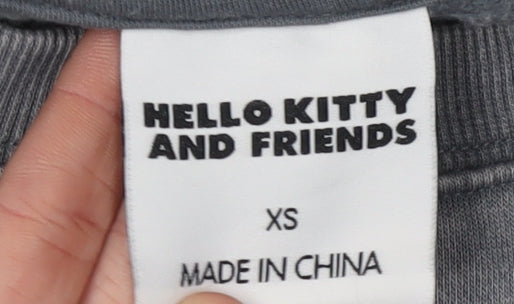 HELLO KITTY
AND FRIENDS
XS
MADE IN CHINA